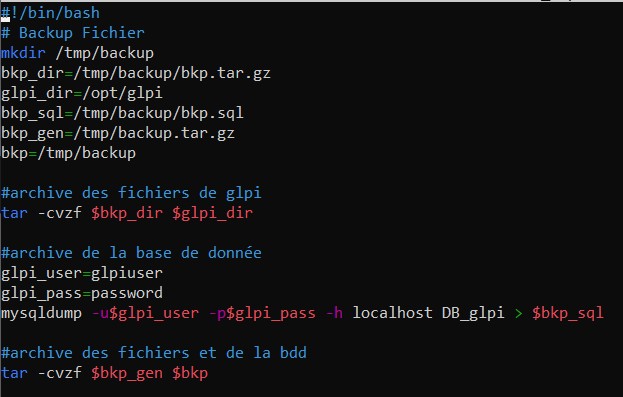 #!/bin/bash
# Backup Fichier
mkdir /tmp/backup
bkp_dir=/tmp/backup/bkp.tar.gz
glpi_dir=/opt/glpi
bkp_sql=/tmp/backup/bkp.sql
bkp_gen=/tmp/backup.tar.gz
bkp=/tmp/backup
#archive des fichiers de glpi
tar -cvzf $bkp_dir $glpi_dir
#archive de la base de donnée
glpi_user=glpiuser
glpi_pass=password
mysqldump -u$glpi_user -p$glpi_pass -h localhost DB_glpi > $bkp_sql
#archive des fichiers et de la bdd
tar -cvzf $bkp_gen $bkp